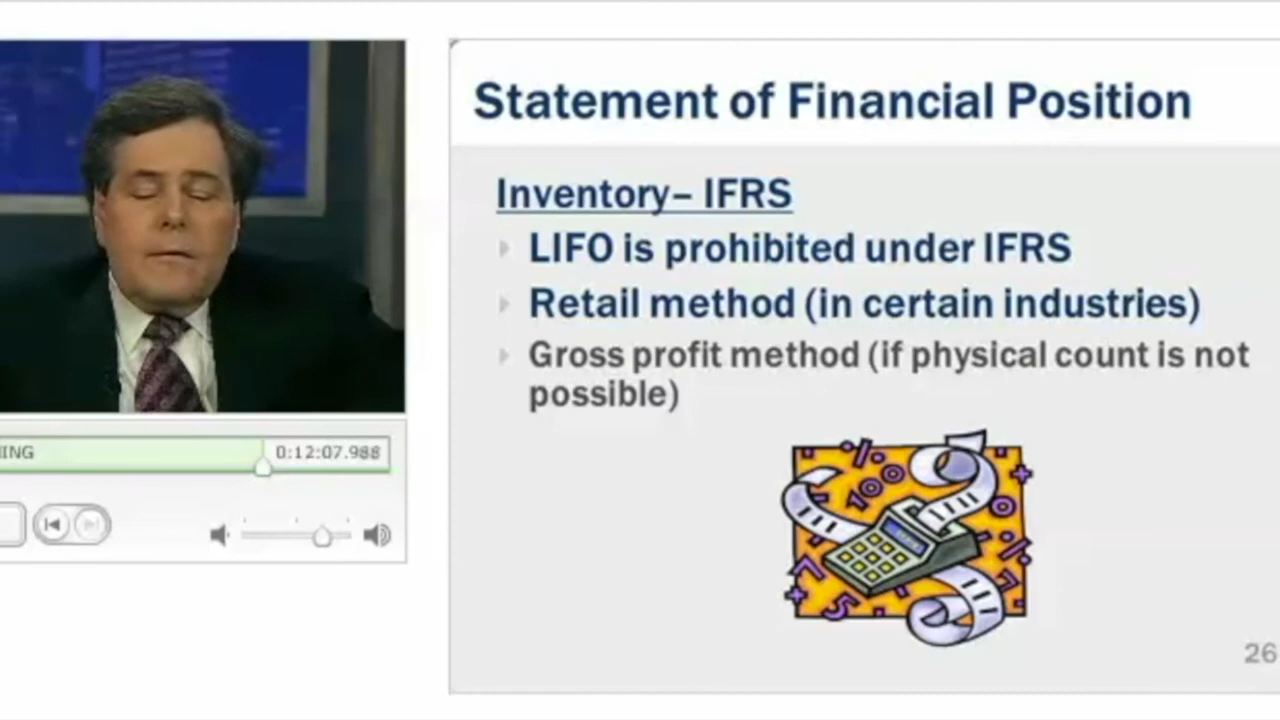 Statement of Financial Position
Inventory– IFRS
LIFO is prohibited under IFRS
Retail method (in certain industries)
Gross profit method (if physical count is not
possible)
ING
0:12:07.988
26